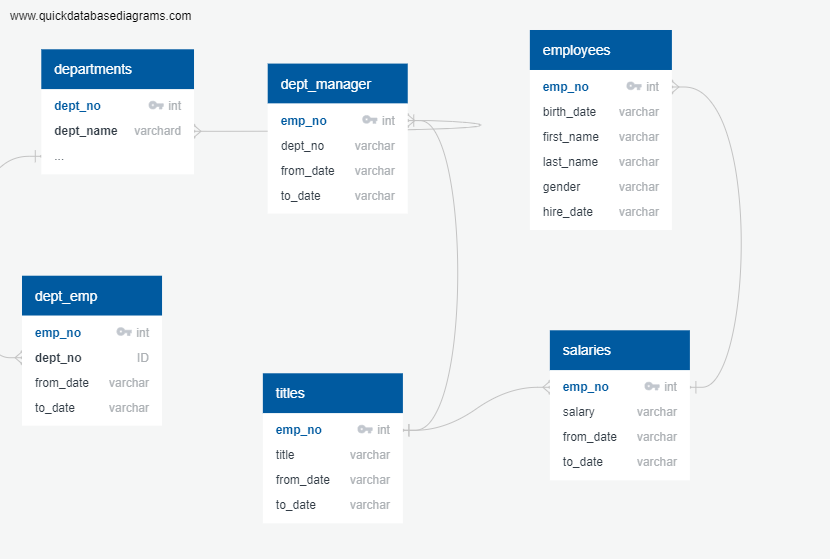 www.quickdatabasediagrams.com
departments
dept_no int
dept_name varchard
...
dept_manager
emp_no int
dept_no varchar
from_date varchar
to_date varchar
employees
emp_no int
birth_date varchar
first_name varchar
last_name varchar
gender varchar
hire_date varchar
dept_emp
emp_no int
dept_no ID
from_date varchar
to_date varchar
titles
emp_no int
title varchar
from_date varchar
to_date varchar
salaries
emp_no int
salary varchar
from_date varchar
to_date varchar